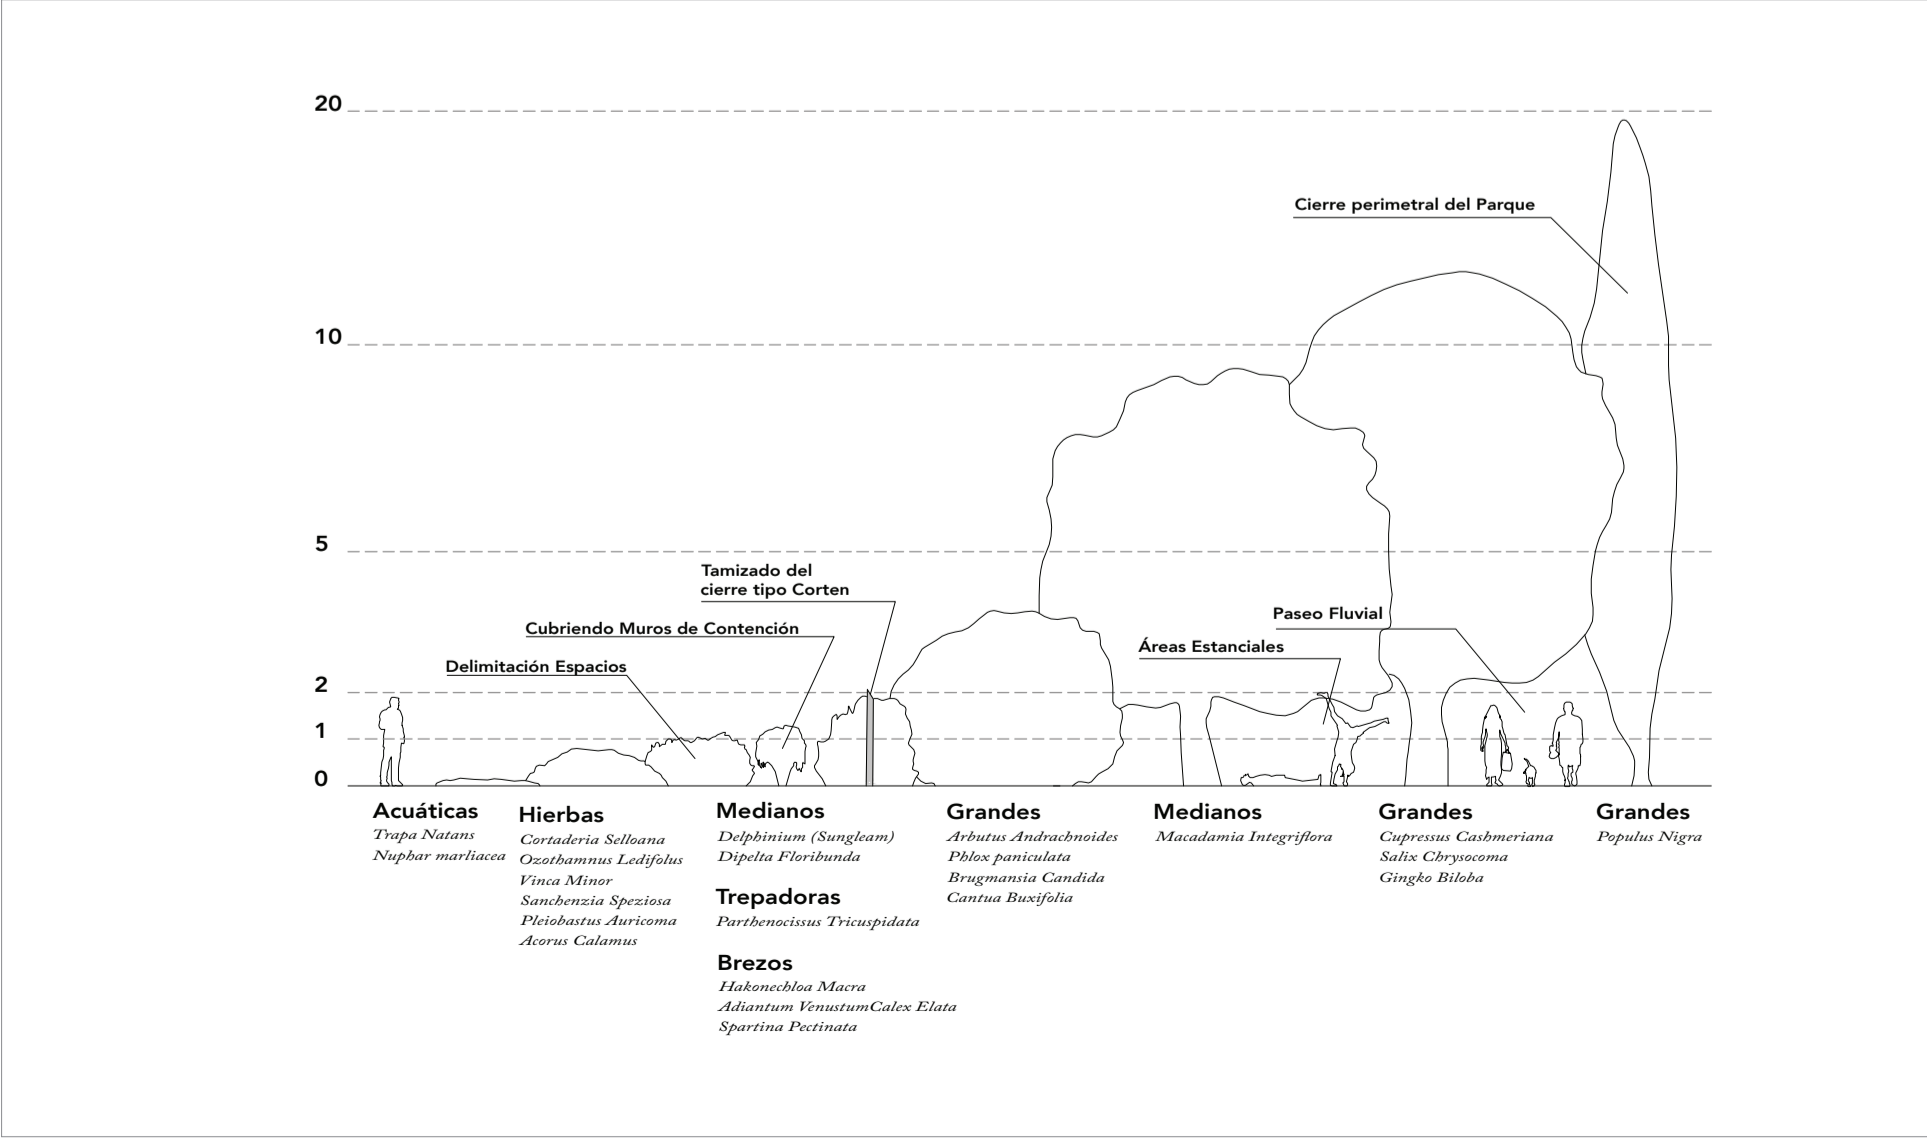 20
Cierre perimetral del Parque
10
5
Tamizado del
cierre tipo Corten
Paseo Fluvial
Cubriendo Muros de Contención
Áreas Estanciales
Delimitación Espacios
2
1
0
Acuáticas
Trapa Natans
Nuphar marliacea
Hierbas
Cortaderia Selloana
Ozothamnus Ledifolus
Vinca Minor
Sanchenzia Speziosa
Pleiobastus Auricoma
Acorus Calamus
Medianos
Delphinium (Sungleam)
Dipelta Floribunda
Trepadoras
Parthenocissus Tricuspidata
Brezos
Hakonechloa Macra
Adiantum VenustumCalex Elata
Spartina Pectinata
Grandes
Arbutus Andrachnoides
Phlox paniculata
Brugmansia Candida
Cantua Buxifolia
Medianos
Macadamia Integriflora
Grandes
Cupressus Cashmeriana
Salix Chrysocoma
Gingko Biloba
Grandes
Populus Nigra